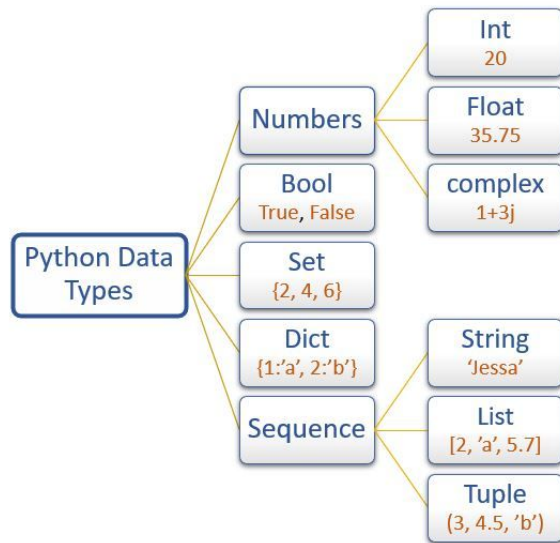 Python Data
Types
Numbers
Int
20
Float
35.75
complex
1+3j
Bool
True, False
Set
{2, 4, 6}
Dict
{1:’a’, 2:’b’}
Sequence
String
‘Jessa’
List
[2, ’a’, 5.7]
Tuple
(3, 4.5, ’b’)